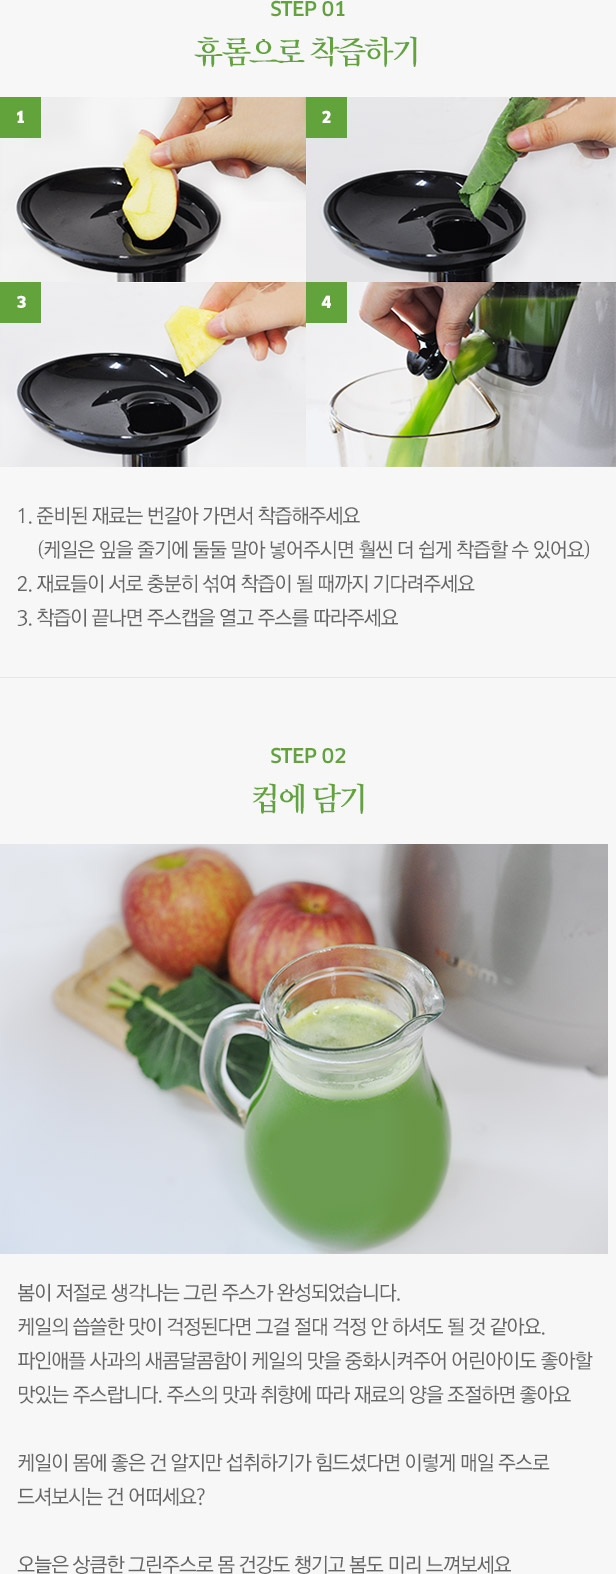 STEP 01
휴롬으로 착즙하기
1
2
3
4
1. 준비된 재료는 번갈아 가면서 착즙해주세요
(케일은 잎을 줄기에 둘둘 말아 넣어주시면 훨씬 더 쉽게 착즙할 수 있어요)
2. 재료들이 서로 충분히 섞여 착즙이 될 때까지 기다려주세요
3. 착즙이 끝나면 주스캡을 열고 주스를 따라주세요
STEP 02
컵에 담기
hurom
봄이 저절로 생각나는 그린 주스가 완성되었습니다.
케일의 씁쓸한 맛이 걱정된다면 그걸 절대 걱정 안 하셔도 될 것 같아요.
파인애플 사과의 새콤달콤함이 케일의 맛을 중화시켜주어 어린아이도 좋아할
맛있는 주스랍니다. 주스의 맛과 취향에 따라 재료의 양을 조절하면 좋아요
케일이 몸에 좋은 건 알지만 섭취하기가 힘드셨다면 이렇게 매일 주스로
드셔보시는 건 어떠세요?
오늘은 상큼한 그린주스로 몸 건강도 챙기고 봄도 미리 느껴보세요